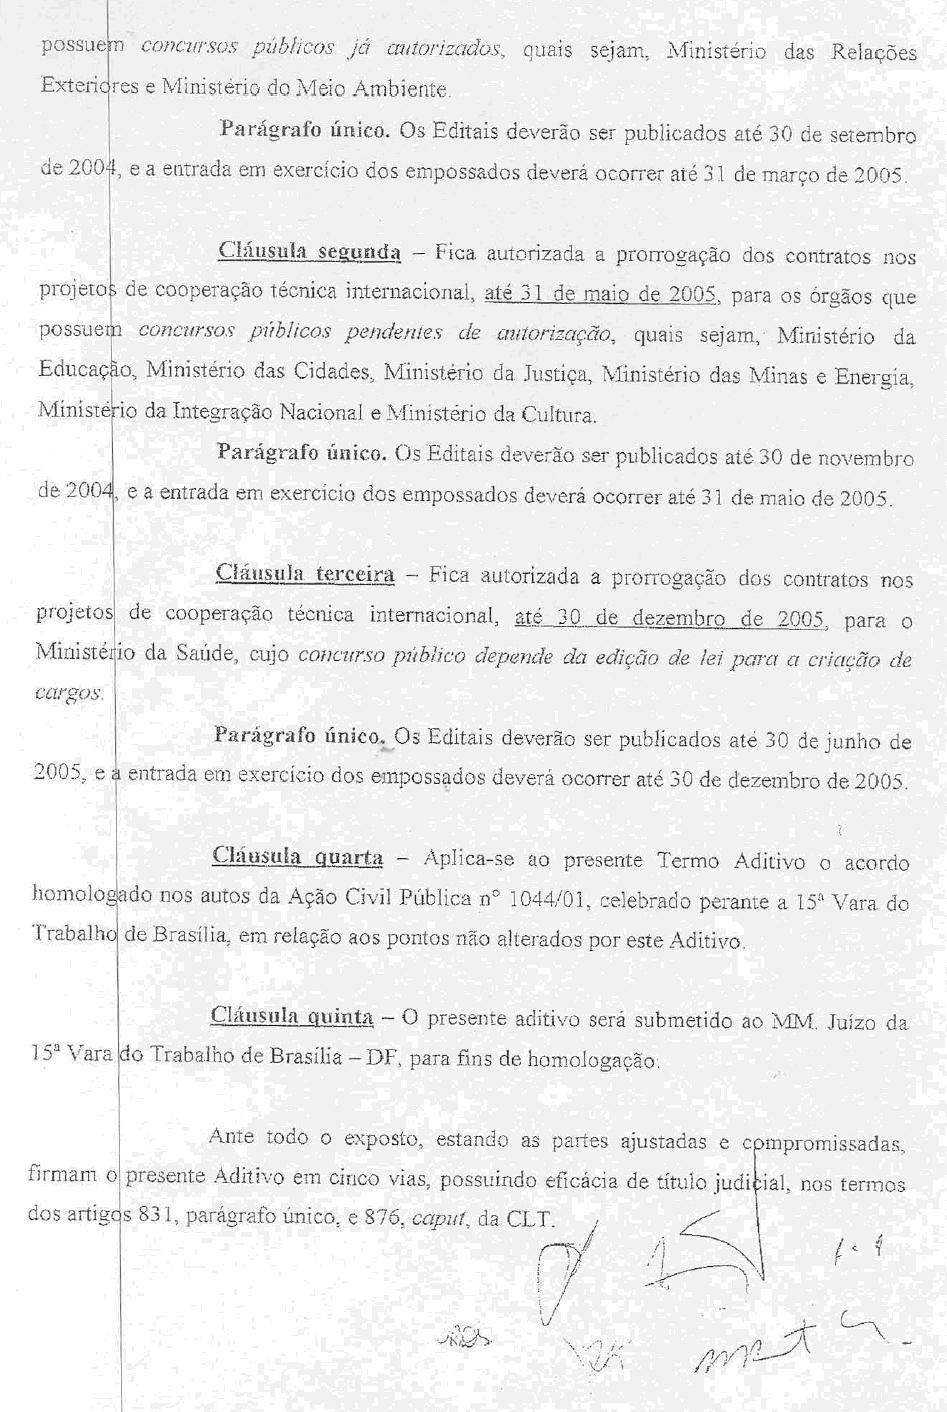 possuem concursos públicos já autorizados, quais sejam, Ministério das Relações
Exteriores e Ministério do Meio Ambiente.
Parágrafo único. Os Editais deverão ser publicados até 30 de setembro
de 2004, e a entrada em exercício dos empossados deverá ocorrer até 31 de março de 2005.
Cláusula segunda – Fica autorizada a prorrogação dos contratos nos
projetos de cooperação técnica internacional, até 31 de maio de 2005, para os órgãos que
possuem concursos públicos pendentes de autorização, quais sejam, Ministério da
Educação, Ministério das Cidades, Ministério da Justiça, Ministério das Minas e Energia,
Ministério da Integração Nacional e Ministério da Cultura.
Parágrafo único. Os Editais deverão ser publicados até 30 de novembro
de 2004, e a entrada em exercício dos empossados deverá ocorrer até 31 de maio de 2005.
Cláusula terceira – Fica autorizada a prorrogação dos contratos nos
projetos de cooperação técnica internacional, até 30 de dezembro de 2005, para o
Ministério da Saúde, cujo concurso público depende da edição de lei para a criação de
cargos.
Parágrafo único. Os Editais deverão ser publicados até 30 de junho de
2005, e a entrada em exercício dos empossados deverá ocorrer até 30 de dezembro de 2005.
Cláusula quarta – Aplica-se ao presente Termo Aditivo o acordo
homologado nos autos da Ação Civil Pública n° 1044/01, celebrado perante a 15ª Vara do
Trabalho de Brasília, em relação aos pontos não alterados por este Aditivo.
Cláusula quinta – O presente aditivo será submetido ao MM. Juízo da
15ª Vara do Trabalho de Brasília – DF, para fins de homologação.
Ante todo o exposto, estando as partes ajustadas e compromissadas,
firmam o presente Aditivo em cinco vias, possuindo eficácia de título judicial, nos termos
dos artigos 831, parágrafo único, e 876, caput, da CLT.